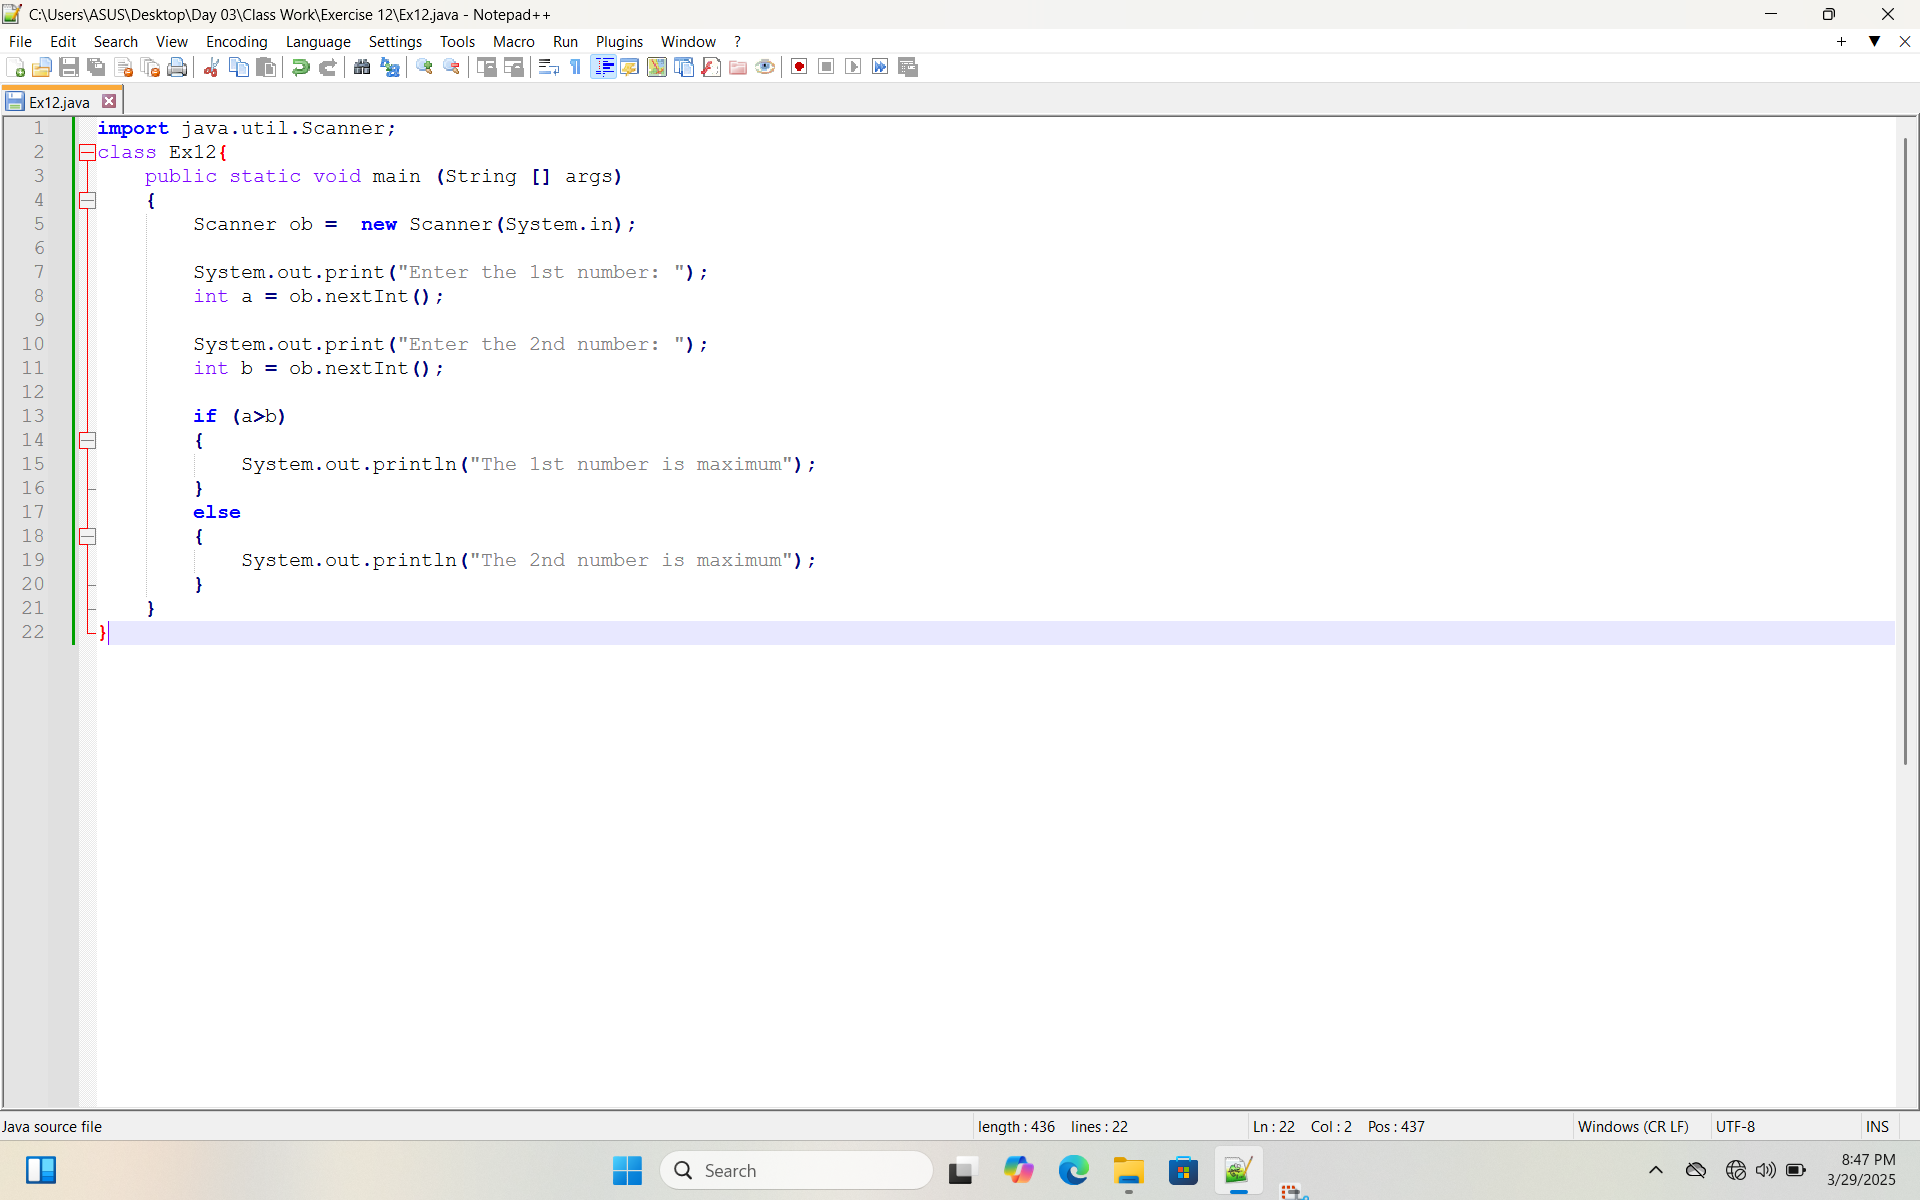 C:\Users\ASUS\Desktop\Day 03\Class Work\Exercise 12\Ex12.java - Notepad++
File Edit Search View Encoding Language Settings Tools Macro Run Plugins Window ?
Ex12.java
1 import java.util.Scanner;
2 class Ex12{
3 public static void main (String [] args)
4 {
5 Scanner ob =  new Scanner(System.in);
6
7 System.out.print("Enter the 1st number: ");
8 int a = ob.nextInt();
9
10 System.out.print("Enter the 2nd number: ");
11 int b = ob.nextInt();
12
13 if (a>b)
14 {
15 System.out.println("The 1st number is maximum");
16 }
17 else
18 {
19 System.out.println("The 2nd number is maximum");
20 }
21 }
22 }
Java source file length : 436 lines : 22 Ln : 22 Col : 2 Pos : 437 Windows (CR LF) UTF-8 INS
Search
8:47 PM
3/29/2025